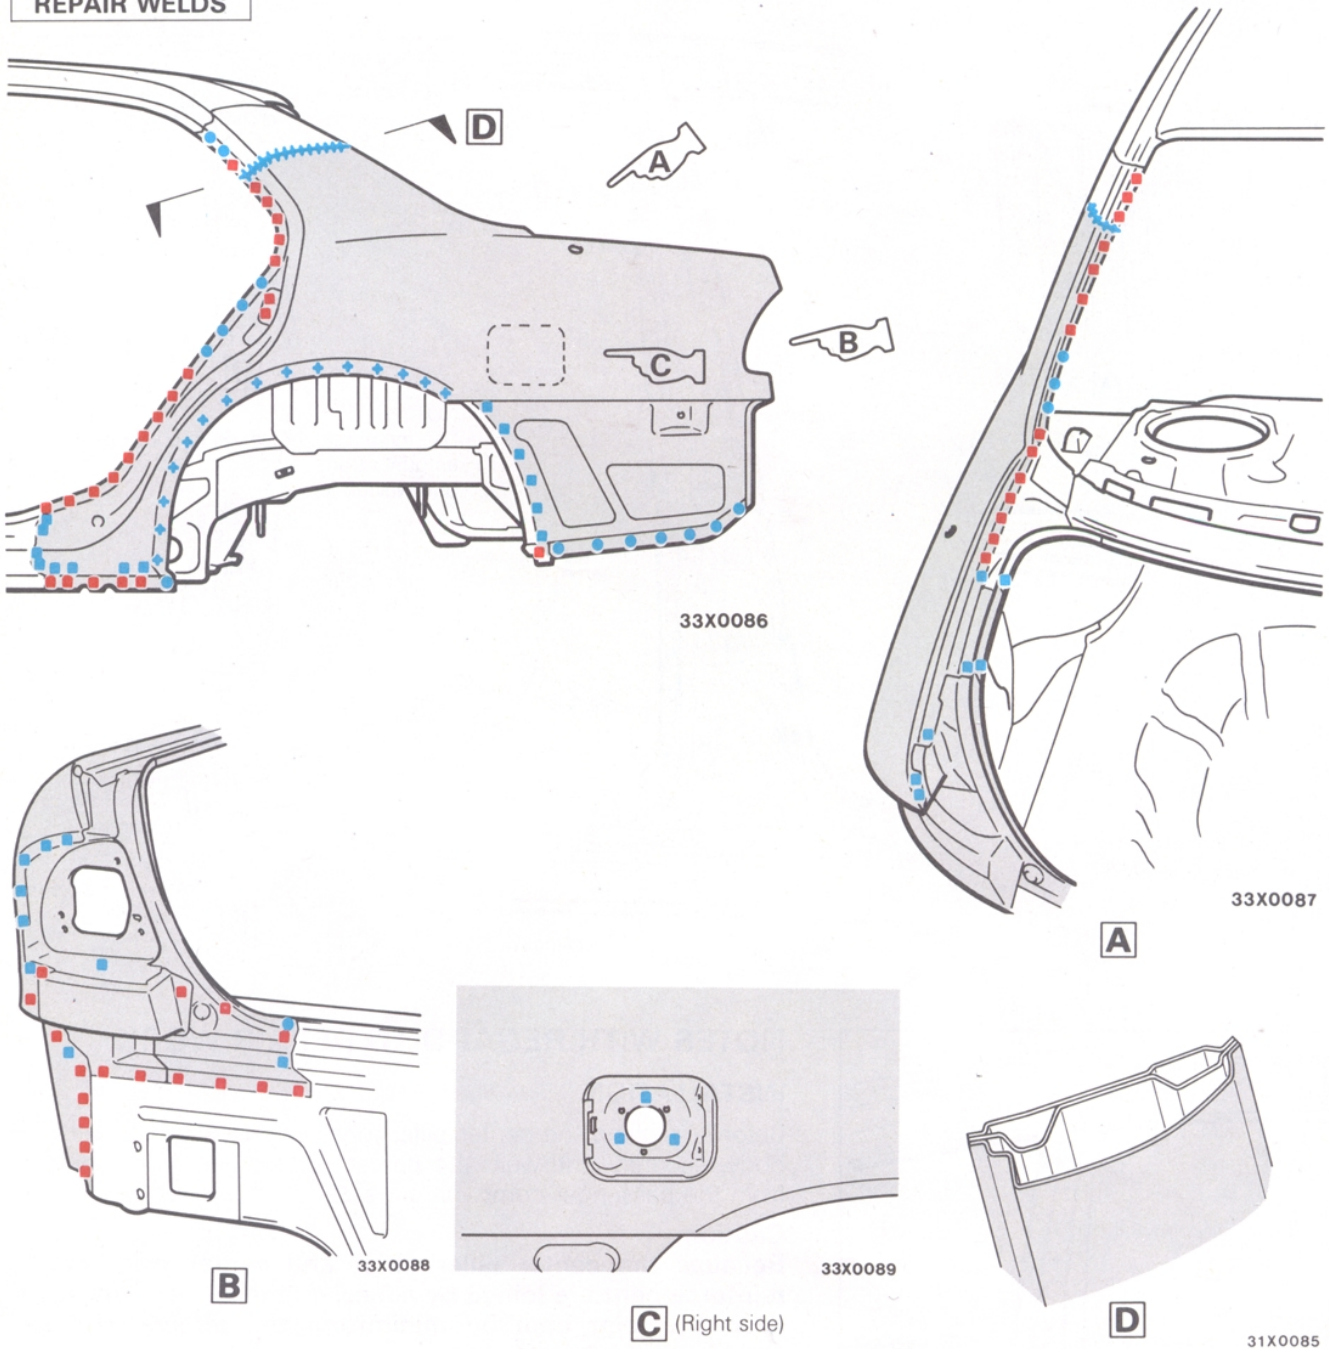 REPAIR WELDS
D
A
B
C
33X0086
33X0087
A
33X0088
B
33X0089
C (Right side)
D
31X0085